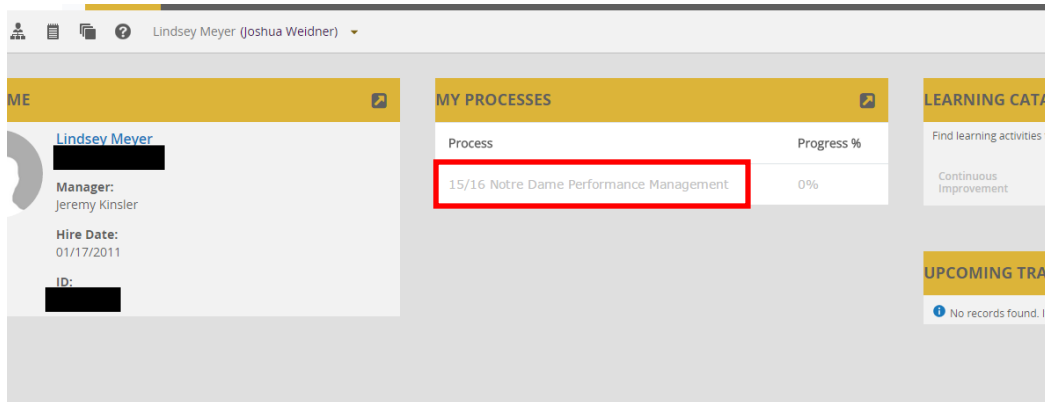 Lindsey Meyer (Joshua Weidner)
ME
Lindsey Meyer
Manager:
Jeremy Kinsler
Hire Date:
01/17/2011
ID:
MY PROCESSES
Process Progress %
15/16 Notre Dame Performance Management 0%
LEARNING CATA
Find learning activities
Continuous
Improvement
UPCOMING TRA
No records found. I